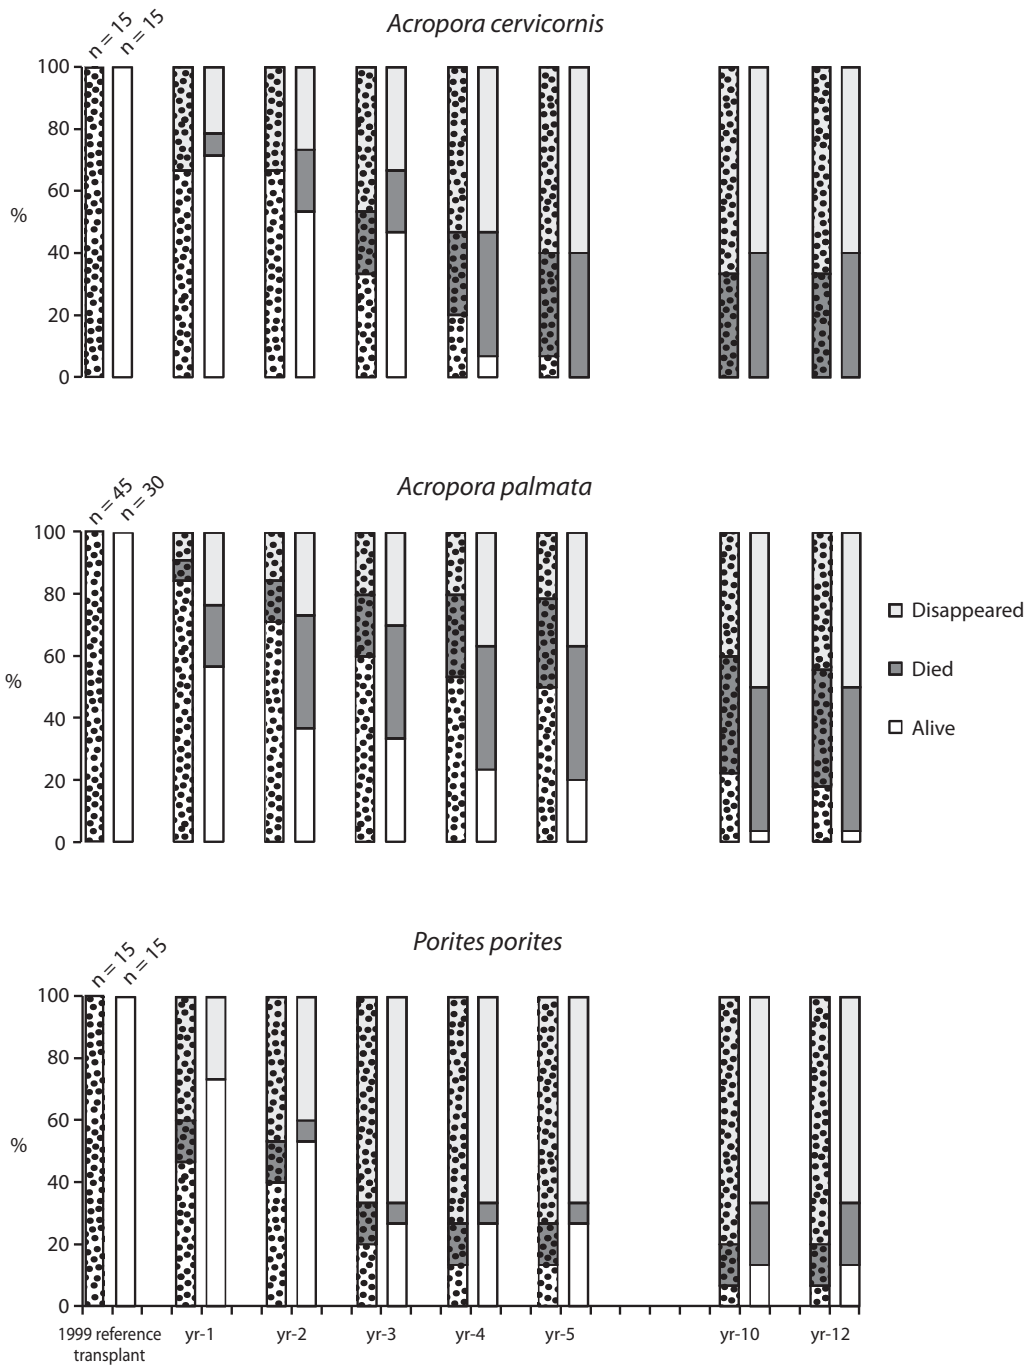 Acropora cervicornis
n = 15
n = 15
100
80
60
%
40
20
0
Acropora palmata
n = 45
n = 30
100
80
60
%
40
20
0
Disappeared
Died
Alive
Porites porites
n = 15
n = 15
100
80
60
%
40
20
0
1999 reference
transplant
yr-1
yr-2
yr-3
yr-4
yr-5
yr-10
yr-12